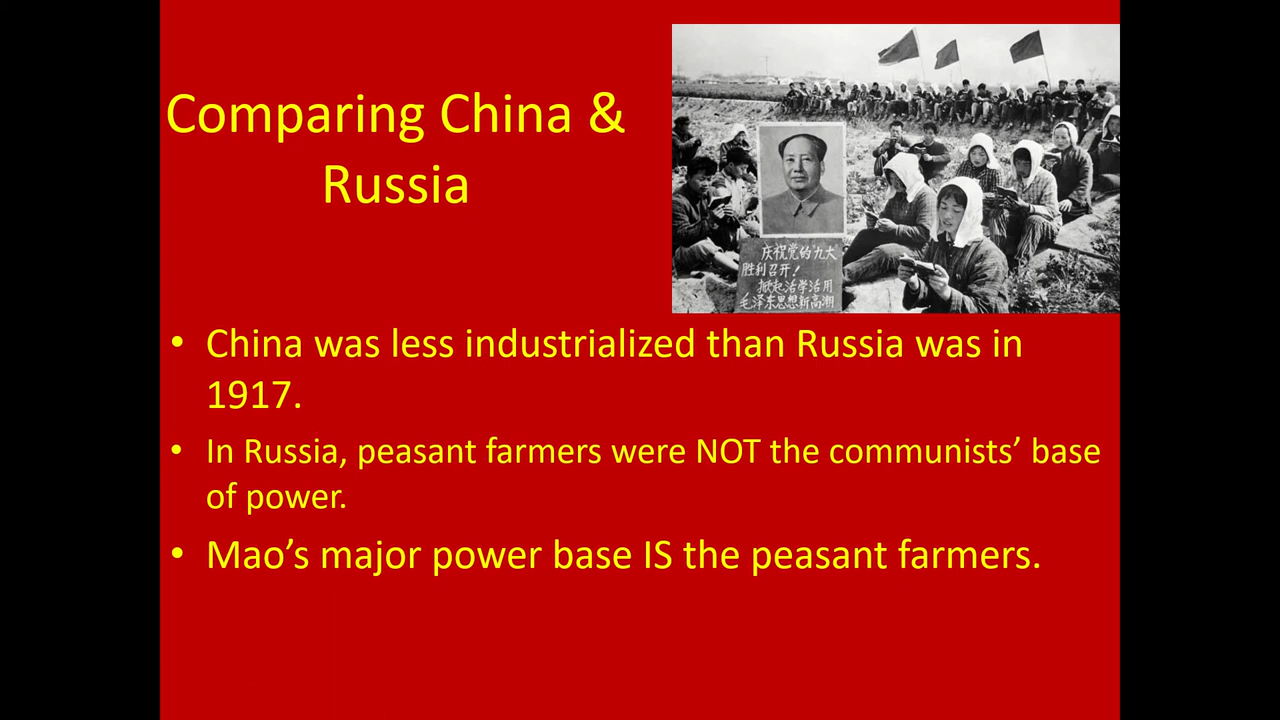 Comparing China &
Russia
庆祝党的"九大"
胜利召开！
掀起活学活用
毛泽东思想新高潮
• China was less industrialized than Russia was in
1917.
• In Russia, peasant farmers were NOT the communists’ base
of power.
• Mao’s major power base IS the peasant farmers.